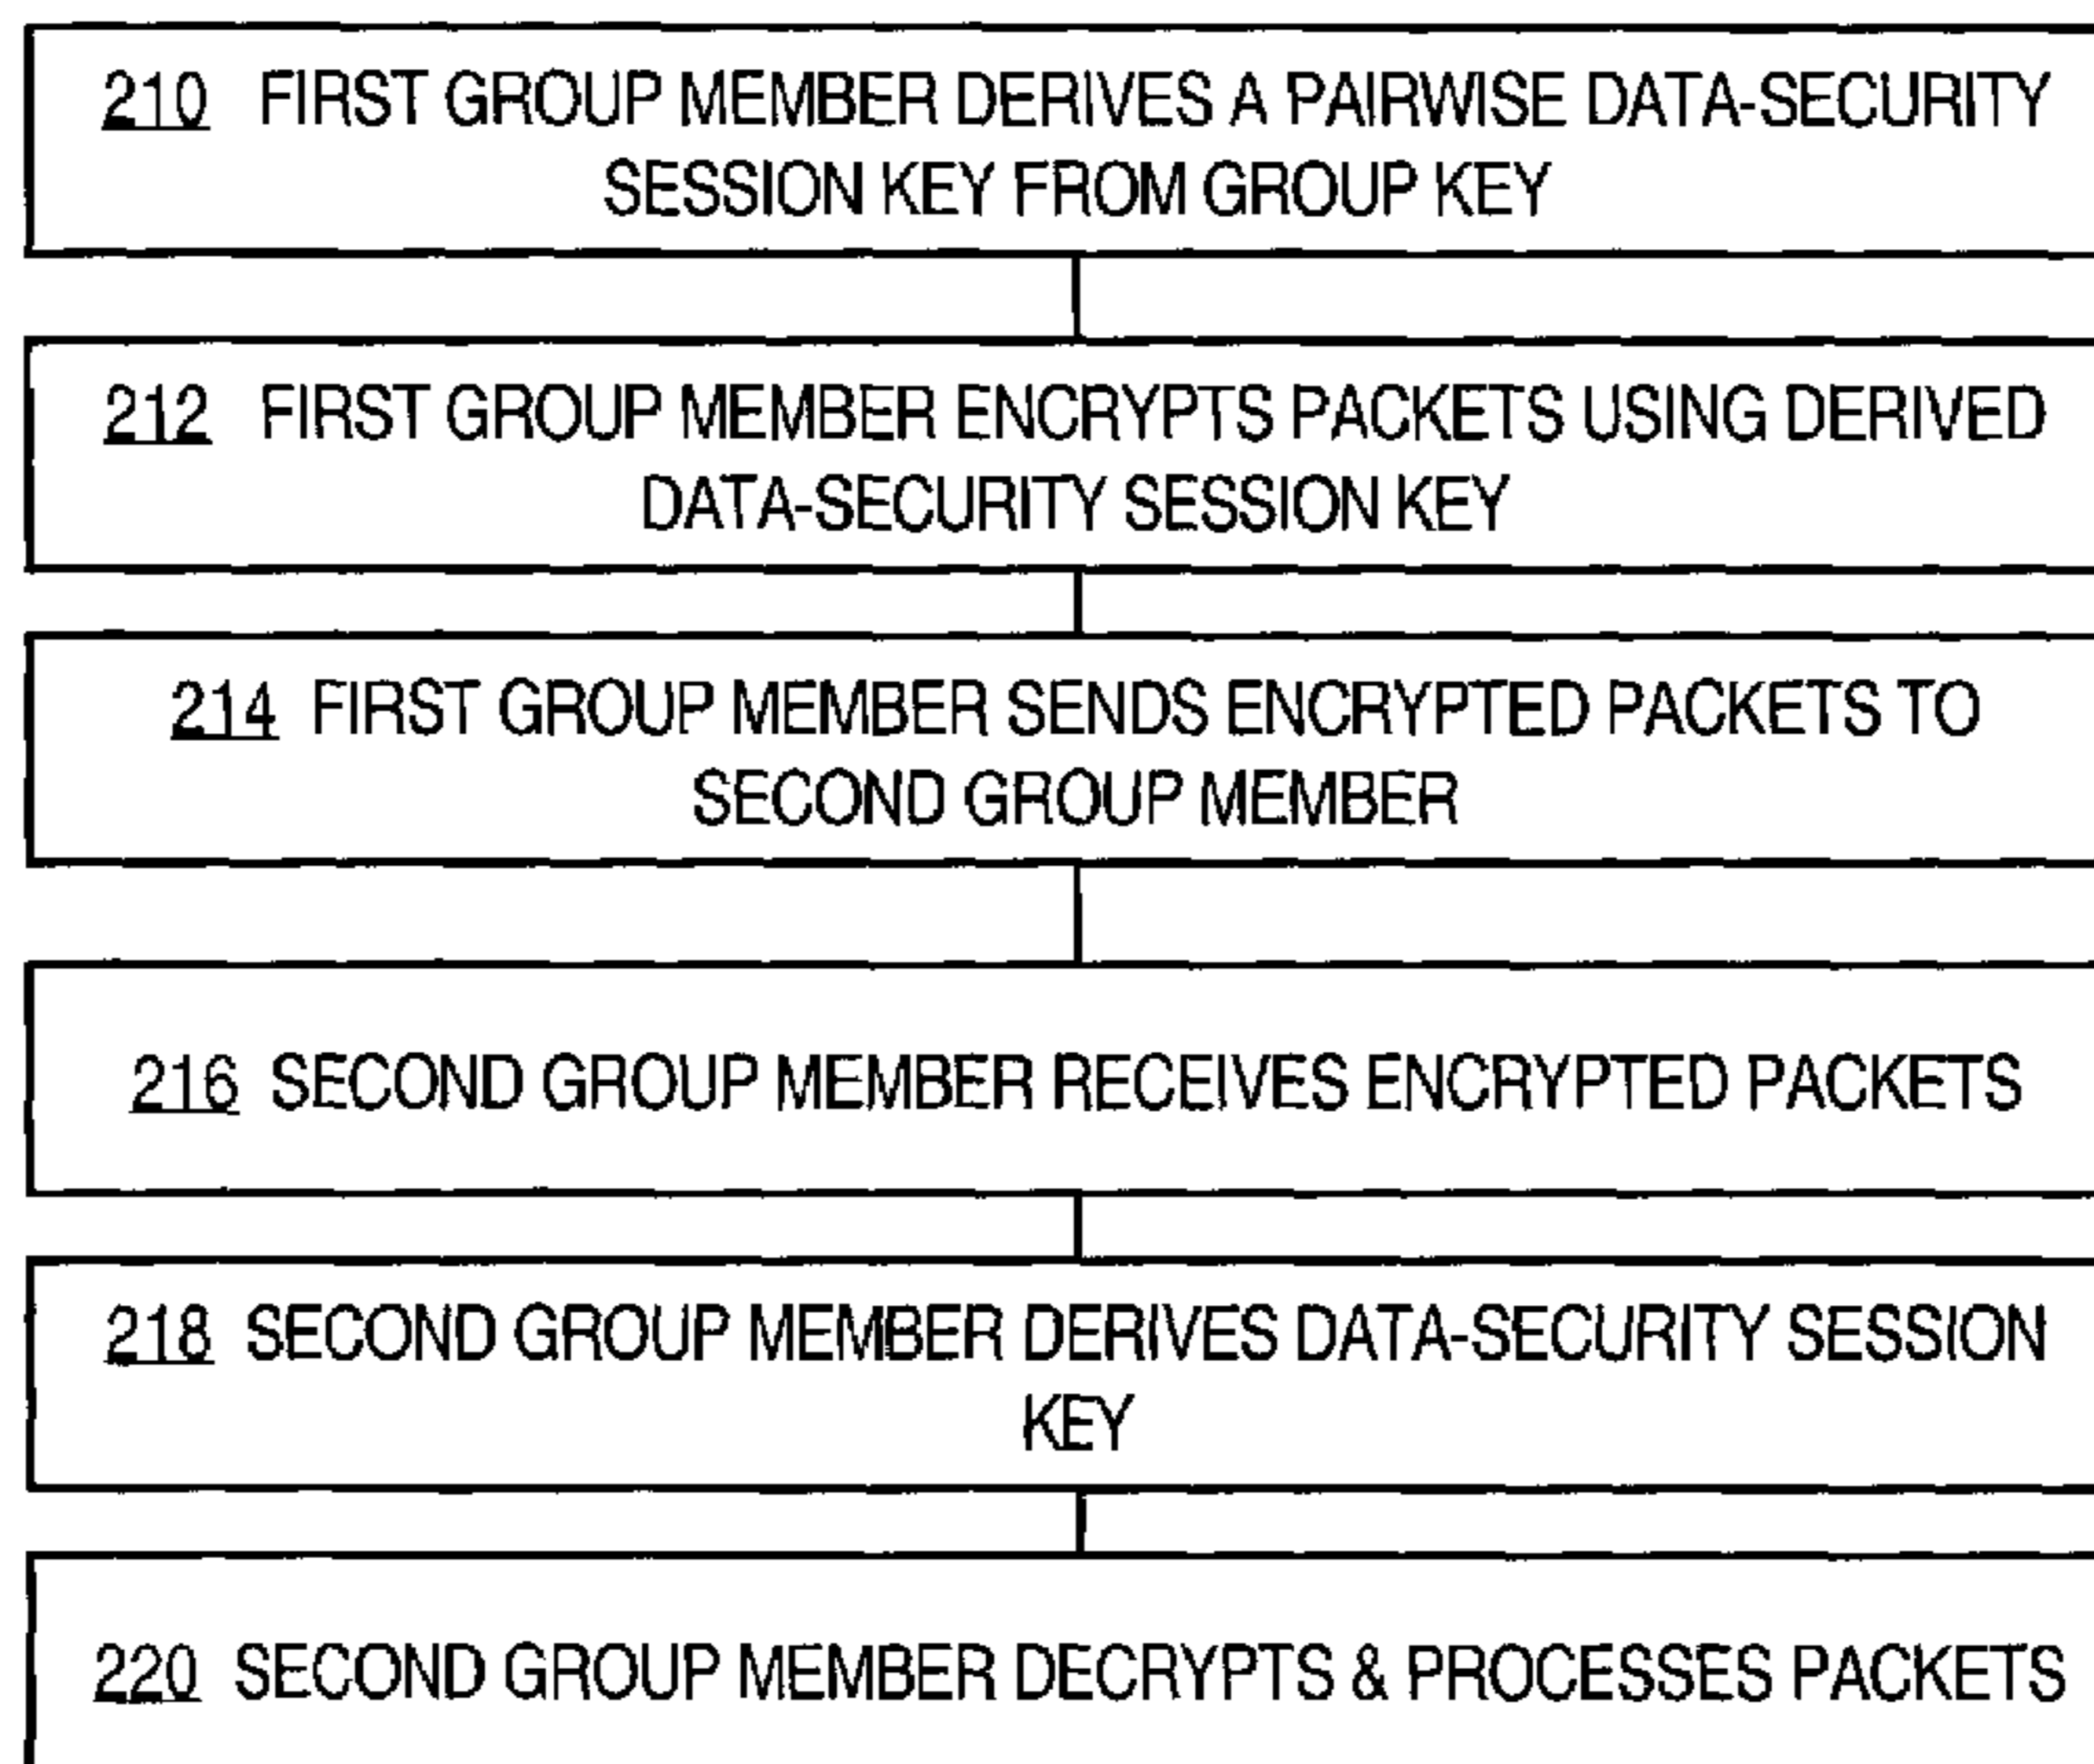 210 FIRST GROUP MEMBER DERIVES A PAIRWISE DATA-SECURITY
SESSION KEY FROM GROUP KEY
212 FIRST GROUP MEMBER ENCRYPTS PACKETS USING DERIVED
DATA-SECURITY SESSION KEY
214 FIRST GROUP MEMBER SENDS ENCRYPTED PACKETS TO
SECOND GROUP MEMBER
216 SECOND GROUP MEMBER RECEIVES ENCRYPTED PACKETS
218 SECOND GROUP MEMBER DERIVES DATA-SECURITY SESSION
KEY
220 SECOND GROUP MEMBER DECRYPTS & PROCESSES PACKETS